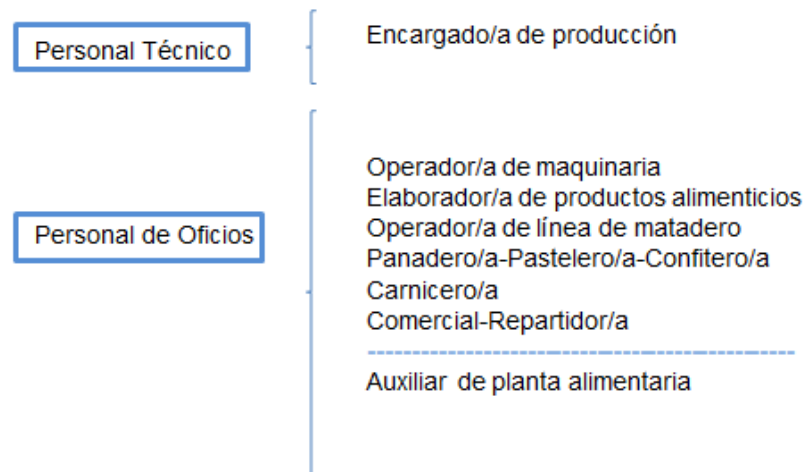 Personal Técnico
Encargado/a de producción
Personal de Oficios
Operador/a de maquinaria
Elaborador/a de productos alimenticios
Operador/a de línea de matadero
Panadero/a-Pastelero/a-Confitero/a
Carnicero/a
Comercial-Repartidor/a
Auxiliar de planta alimentaria